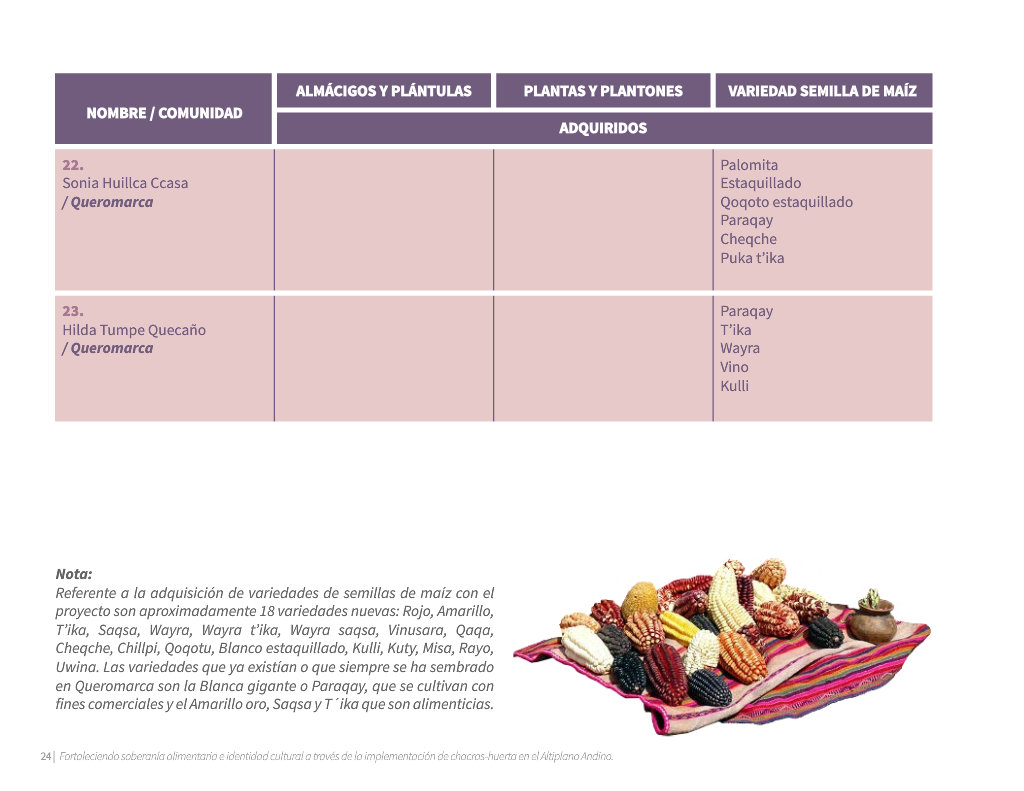 NOMBRE / COMUNIDAD
ALMÁCIGOS Y PLÁNTULAS
PLANTAS Y PLANTONES
VARIEDAD SEMILLA DE MAÍZ
ADQUIRIDOS
22.
Sonia Huillca Ccasa
/ Queromarca
Palomita
Estaquillado
Qoqoto estaquillado
Paraqay
Cheqche
Puka t’ika
23.
Hilda Tumpe Quecaño
/ Queromarca
Paraqay
T’ika
Wayra
Vino
Kulli
Nota:
Referente a la adquisición de variedades de semillas de maíz con el
proyecto son aproximadamente 18 variedades nuevas: Rojo, Amarillo,
T’ika, Saqsa, Wayra, Wayra t’ika, Wayra saqsa, Vinusara, Qaqa,
Cheqche, Chillpi, Qoqotu, Blanco estaquillado, Kulli, Kuty, Misa, Rayo,
Uwina. Las variedades que ya existían o que siempre se ha sembrado
en Queromarca son la Blanca gigante o Paraqay, que se cultivan con
fines comerciales y el Amarillo oro, Saqsa y T´ika que son alimenticias.
24 | Fortaleciendo soberanía alimentaria e identidad cultural a través de la implementación de chacras-huerta en el Altiplano Andino.